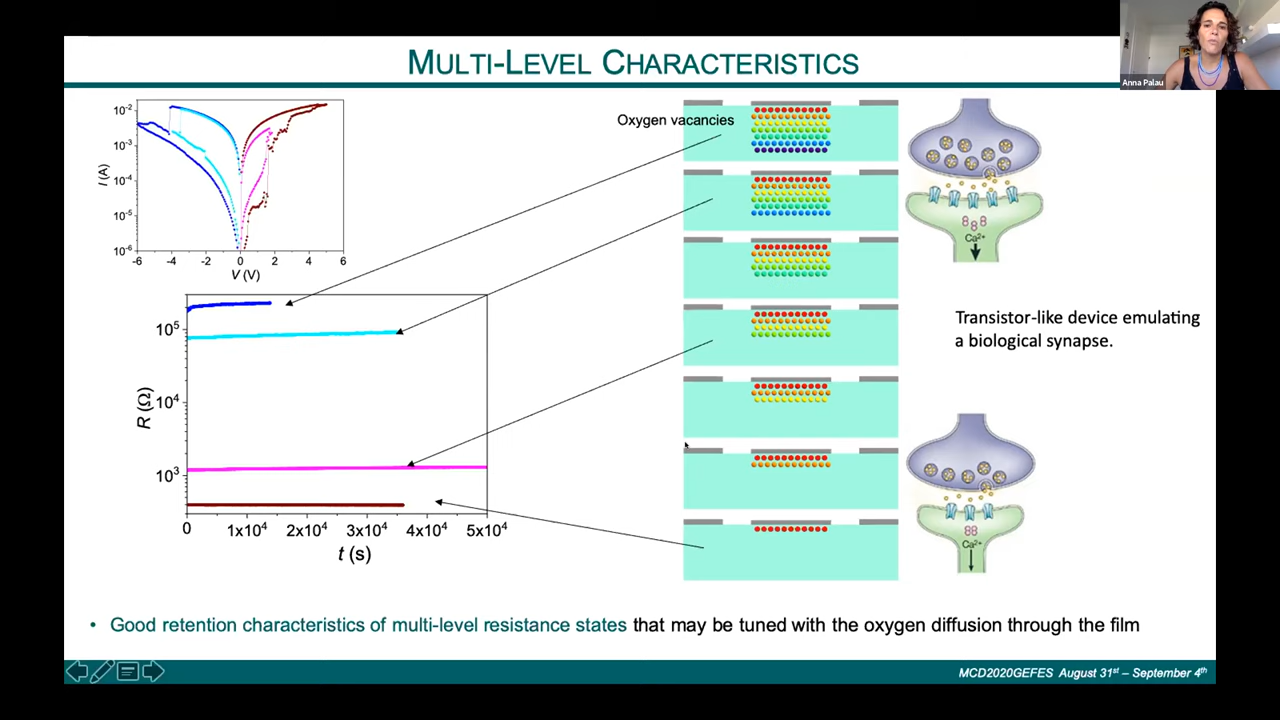 MULTI-LEVEL CHARACTERISTICS
Anna Palau
10⁻²
10⁻³
10⁻⁴
10⁻⁵
10⁻⁶
I (A)
-6 -4 -2 0 2 4 6
V (V)
Oxygen vacancies
10⁵
10⁴
10³
R (Ω)
0 1x10⁴ 2x10⁴ 3x10⁴ 4x10⁴ 5x10⁴
t (s)
Ca²⁺
Transistor-like device emulating
a biological synapse.
Ca²⁺
• Good retention characteristics of multi-level resistance states that may be tuned with the oxygen diffusion through the film
MCD2020GEFES August 31ˢᵗ – September 4ᵗʰ